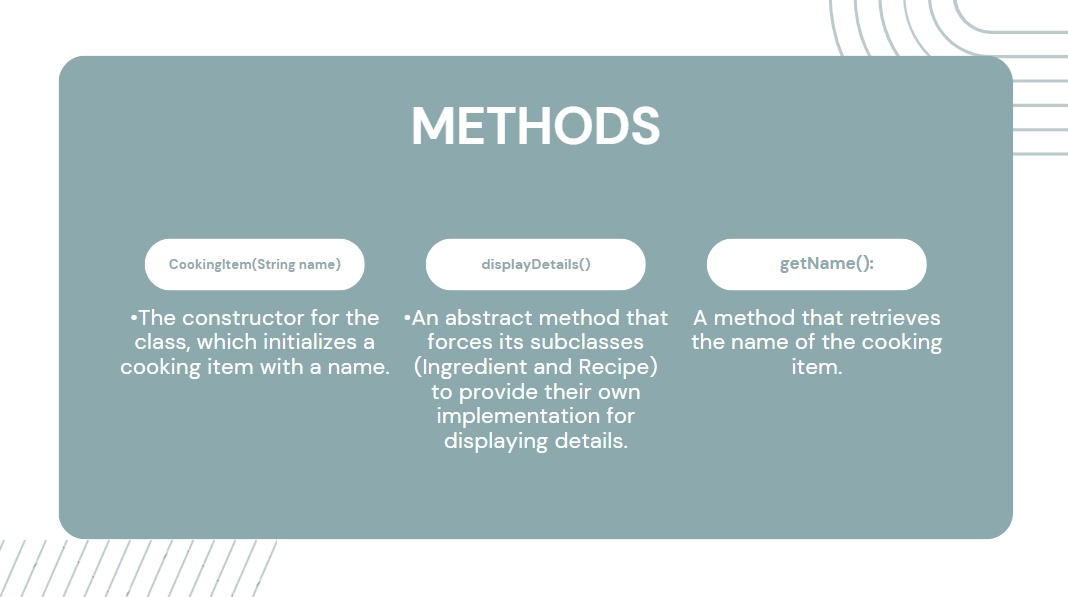 METHODS
CookingItem(String name)
•The constructor for the
class, which initializes a
cooking item with a name.
displayDetails()
•An abstract method that
forces its subclasses
(Ingredient and Recipe)
to provide their own
implementation for
displaying details.
getName():
A method that retrieves
the name of the cooking
item.